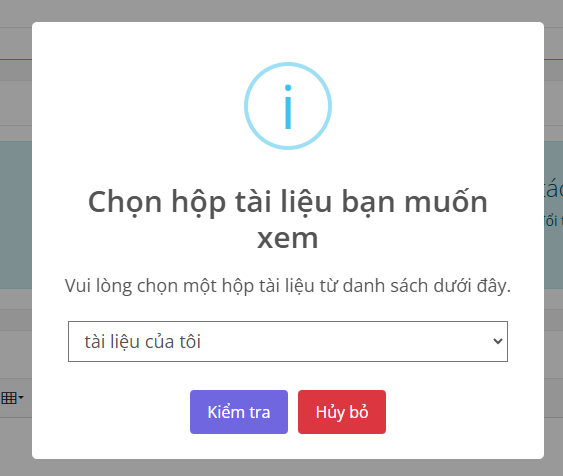 i
Chọn hộp tài liệu bạn muốn
xem
Vui lòng chọn một hộp tài liệu từ danh sách dưới đây.
tài liệu của tôi
Kiểm tra
Hủy bỏ